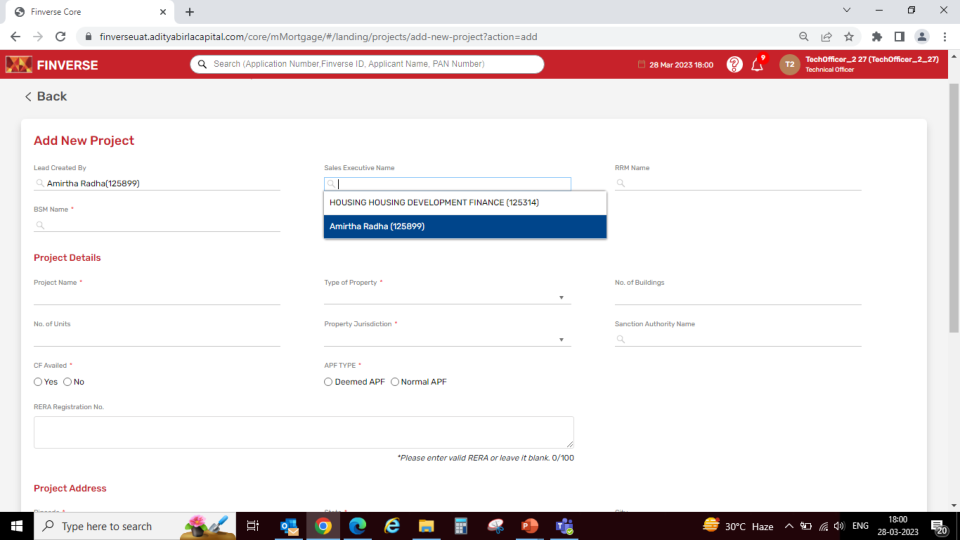 Finverse Core
finverseuat.adityabirlacapital.com/core/mMortgage/#/landing/projects/add-new-project?action=add
FINVERSE
Search (Application Number,Finverse ID, Applicant Name, PAN Number)
28 Mar 2023 18:00
T2
TechOfficer_2 27 (TechOfficer_2_27)
Technical Officer
Back
Add New Project
Lead Created By
Sales Executive Name
RRM Name
Amirtha Radha(125899)
HOUSING HOUSING DEVELOPMENT FINANCE (125314)
BSM Name *
Amirtha Radha (125899)
Project Details
Project Name *
Type of Property *
No. of Buildings
No. of Units
Property Jurisdiction *
Sanction Authority Name
CF Availed *
APF TYPE *
Yes No
Deemed APF Normal APF
RERA Registration No.
*Please enter valid RERA or leave it blank. 0/100
Project Address
Type here to search
30°C Haze
ENG
18:00
28-03-2023
20